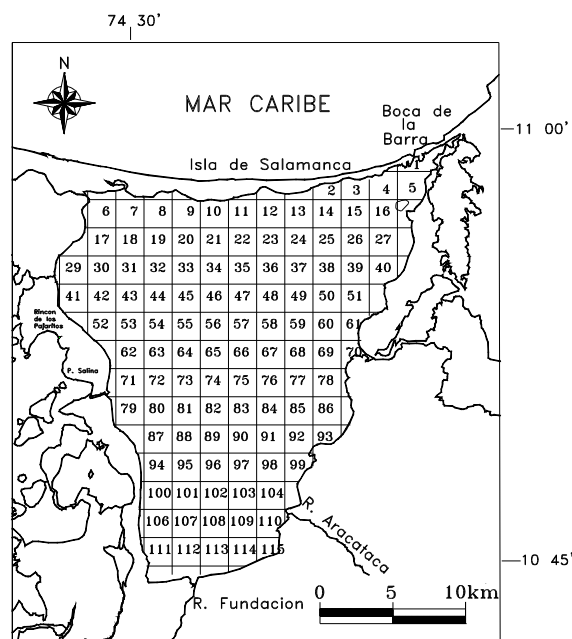 74 30'
N
MAR CARIBE
Boca de
la
Barra
11 00'
Isla de Salamanca
1
2 3 4 5
6 7 8 9 10 11 12 13 14 15 16
17 18 19 20 21 22 23 24 25 26 27
29 30 31 32 33 34 35 36 37 38 39 40
41 42 43 44 45 46 47 48 49 50 51
Rincon
de los
Pajaritos
52 53 54 55 56 57 58 59 60 61
62 63 64 65 66 67 68 69 70
P. Salina
71 72 73 74 75 76 77 78
79 80 81 82 83 84 85 86
87 88 89 90 91 92 93
94 95 96 97 98 99
100 101 102 103 104
R. Aracataca
106 107 108 109 110
111 112 113 114 115
10 45'
R. Fundacion
0 5 10km